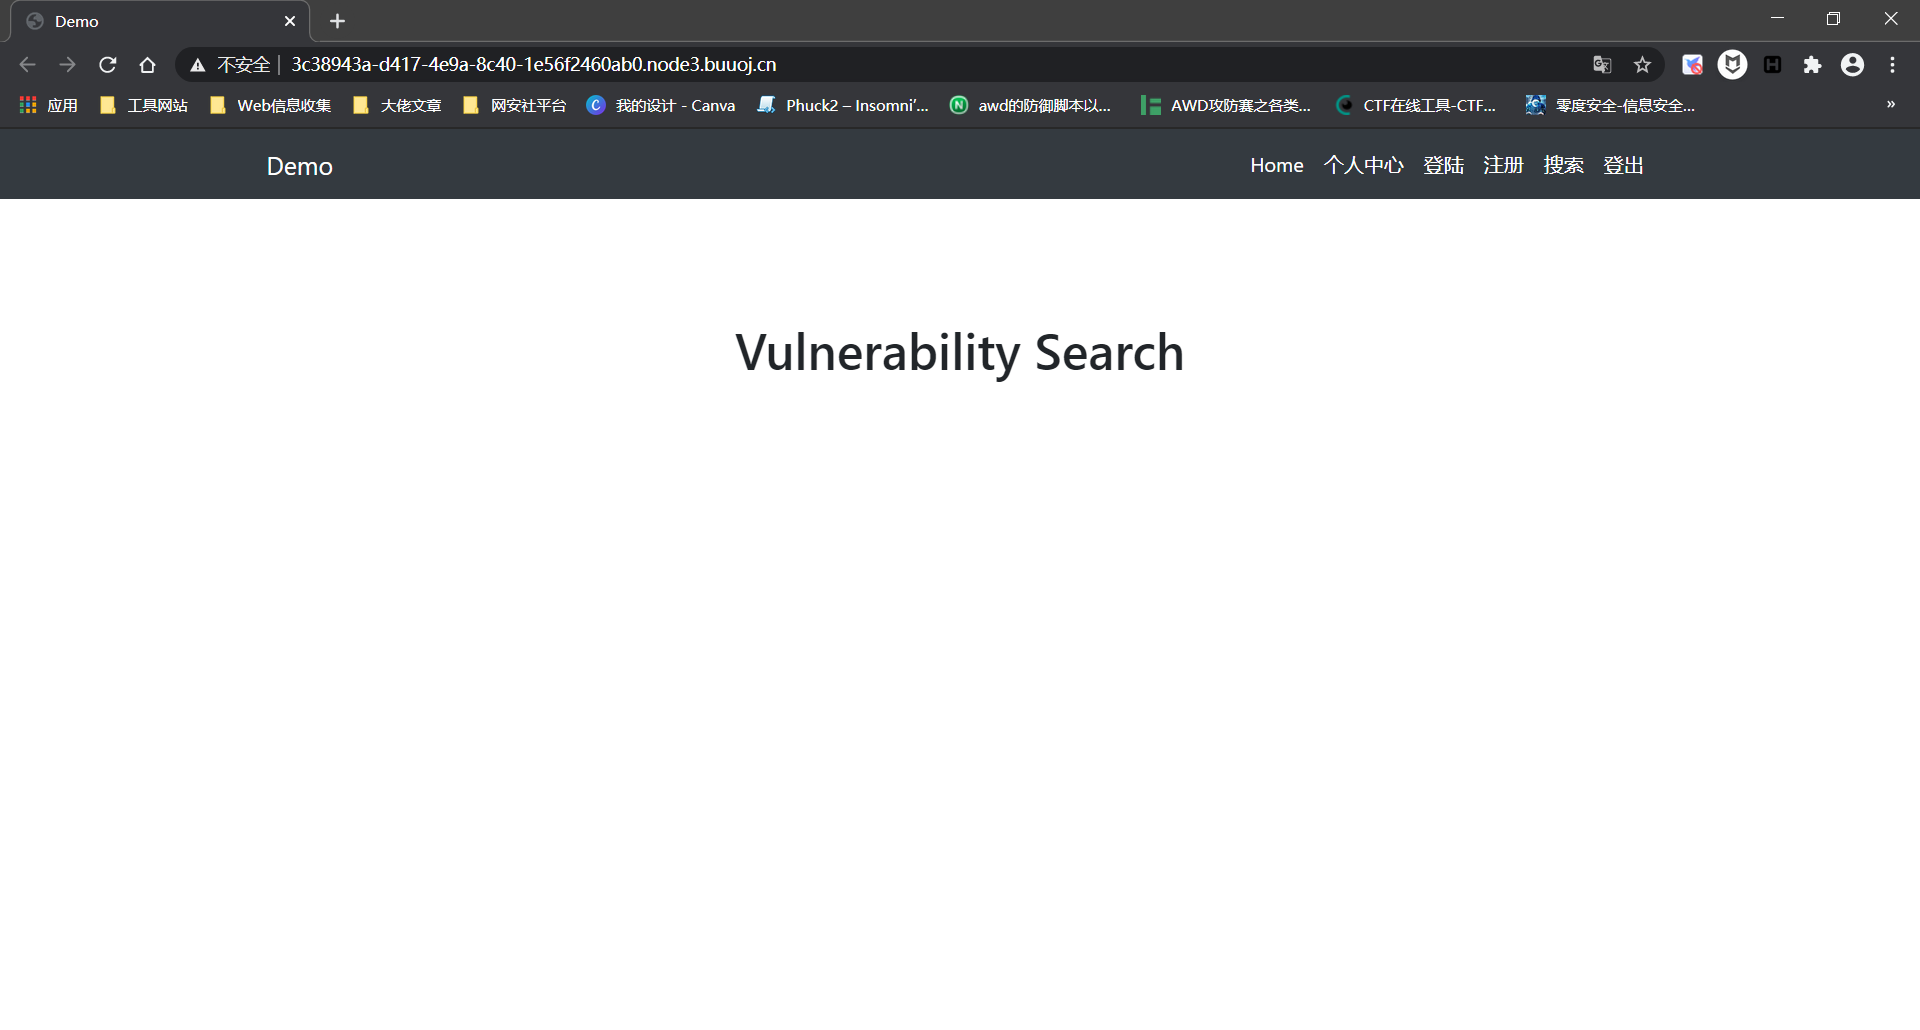 Demo
不安全 3c38943a-d417-4e9a-8c40-1e56f2460ab0.node3.buuoj.cn
应用 工具网站 Web信息收集 大佬文章 网安社平台 我的设计 - Canva Phuck2 – Insomni'... awd的防御脚本以... AWD攻防赛之各类... CTF在线工具-CTF... 零度安全-信息安全... »
Demo Home 个人中心 登陆 注册 搜索 登出
Vulnerability Search